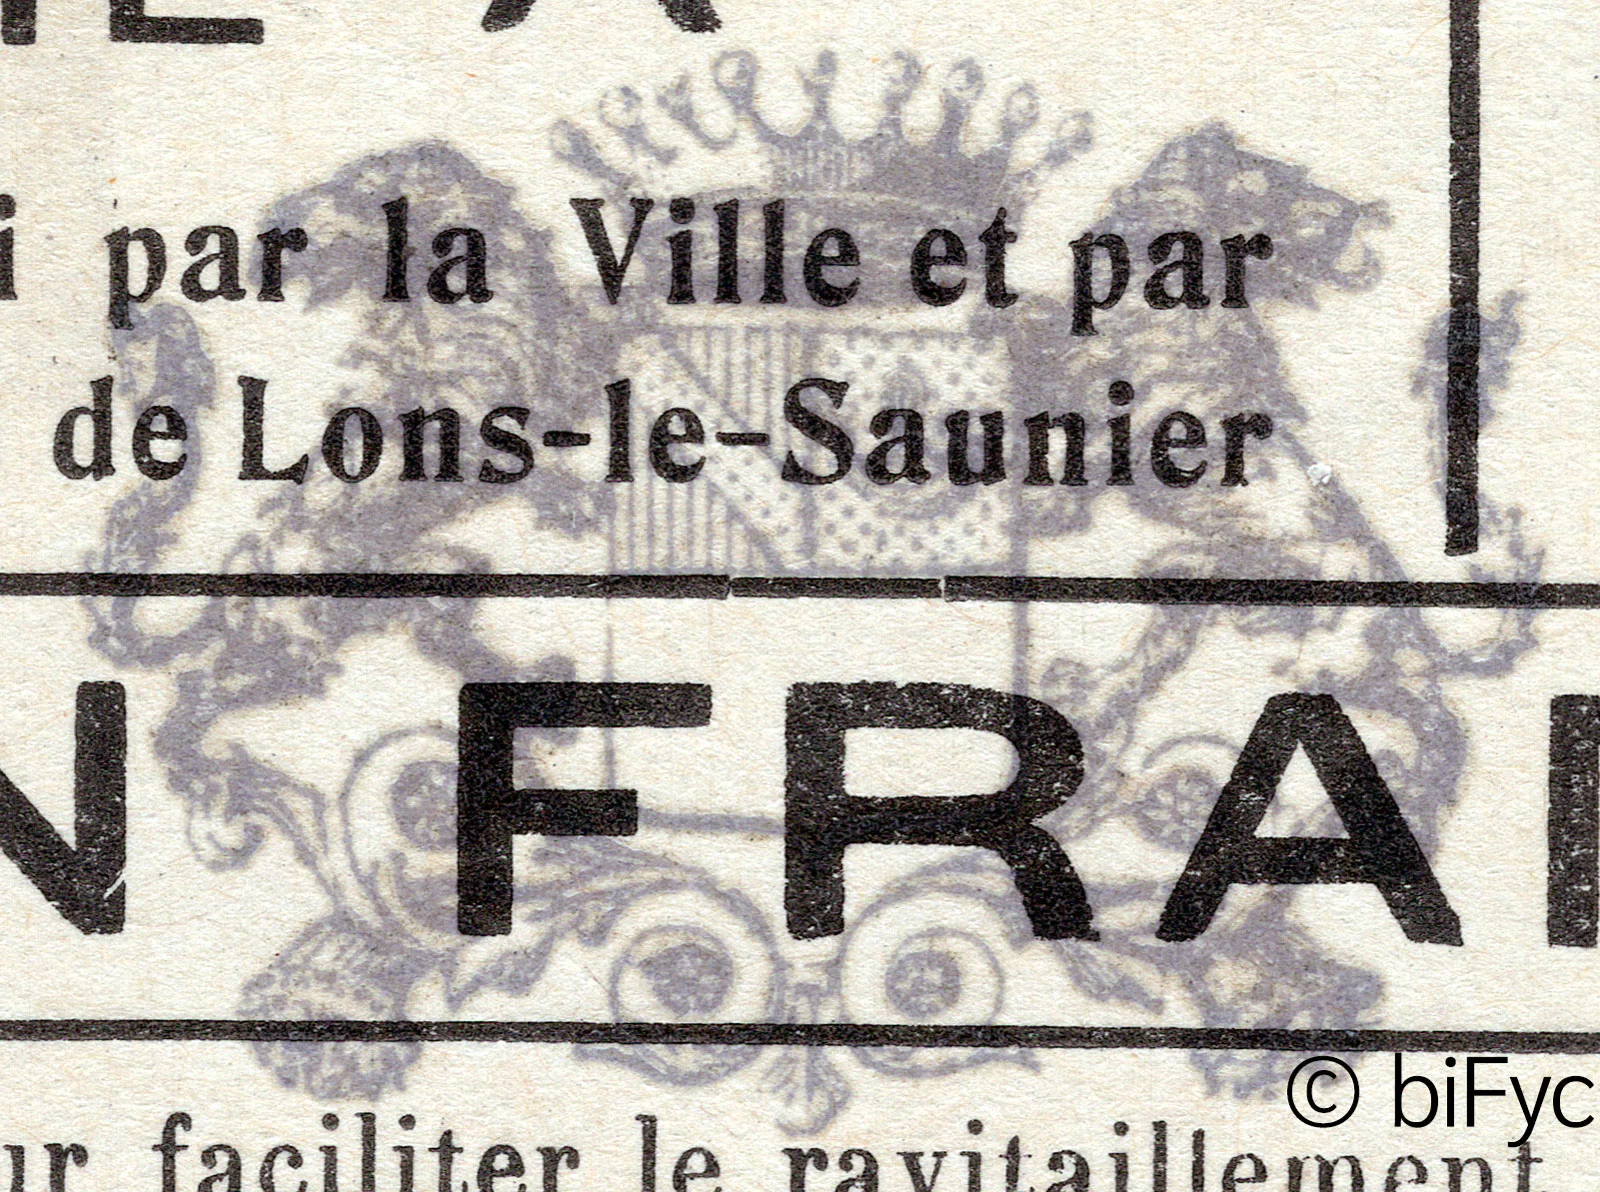 i par la Ville et par
de Lons-le-Saunier
N FRA
ur faciliter le ravitaillement
© biFyc